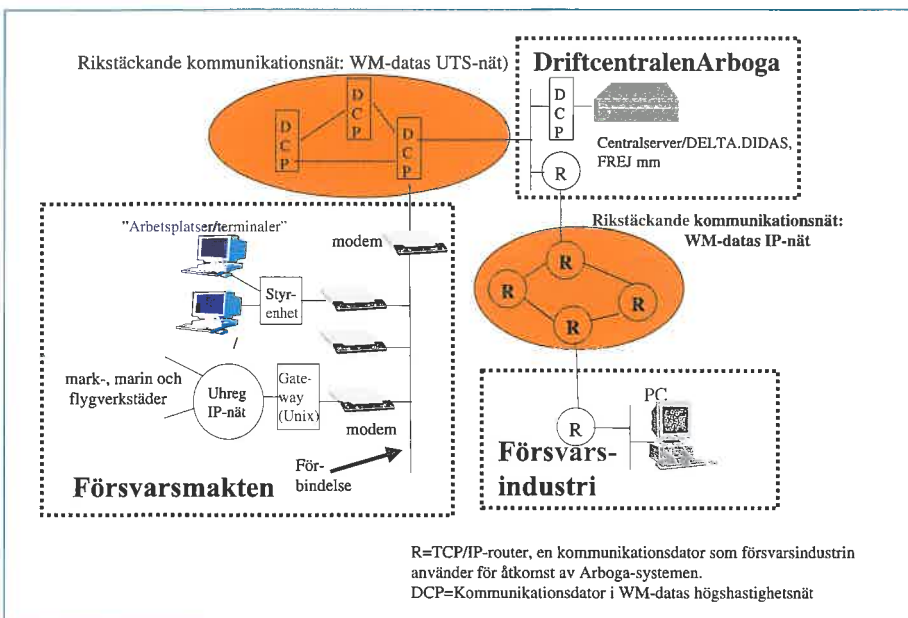 Rikstäckande kommunikationsnät: WM-datas UTS-nät)
D
C
P
D
C
P
D
C
P
DriftcentralenArboga
D
C
P
Centralserver/DELTA.DIDAS,
FREJ mm
R
Rikstäckande kommunikationsnät:
WM-datas IP-nät
R
R
R
R
"Arbetsplatser/terminaler"
modem
Styr-
enhet
/
mark-, marin och
flygverkstäder
Uhreg
IP-nät
Gate-
way
(Unix)
modem
För-
bindelse
Försvarsmakten
PC
R
Försvars-
industri
R=TCP/IP-router, en kommunikationsdator som försvarsindustrin
använder för åtkomst av Arboga-systemen.
DCP=Kommunikationsdator i WM-datas högshastighetsnät